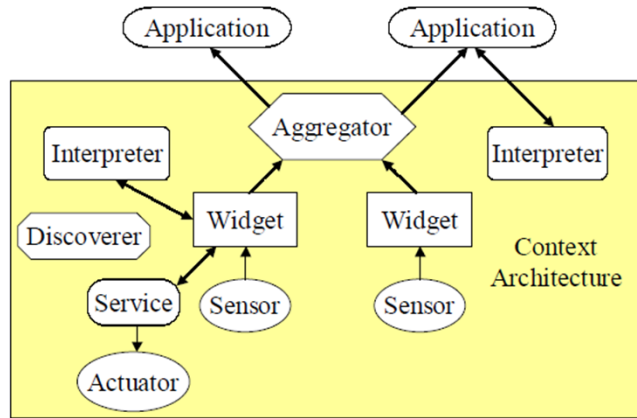 Application
Application
Aggregator
Interpreter
Interpreter
Widget
Widget
Discoverer
Context
Architecture
Service
Sensor
Sensor
Actuator